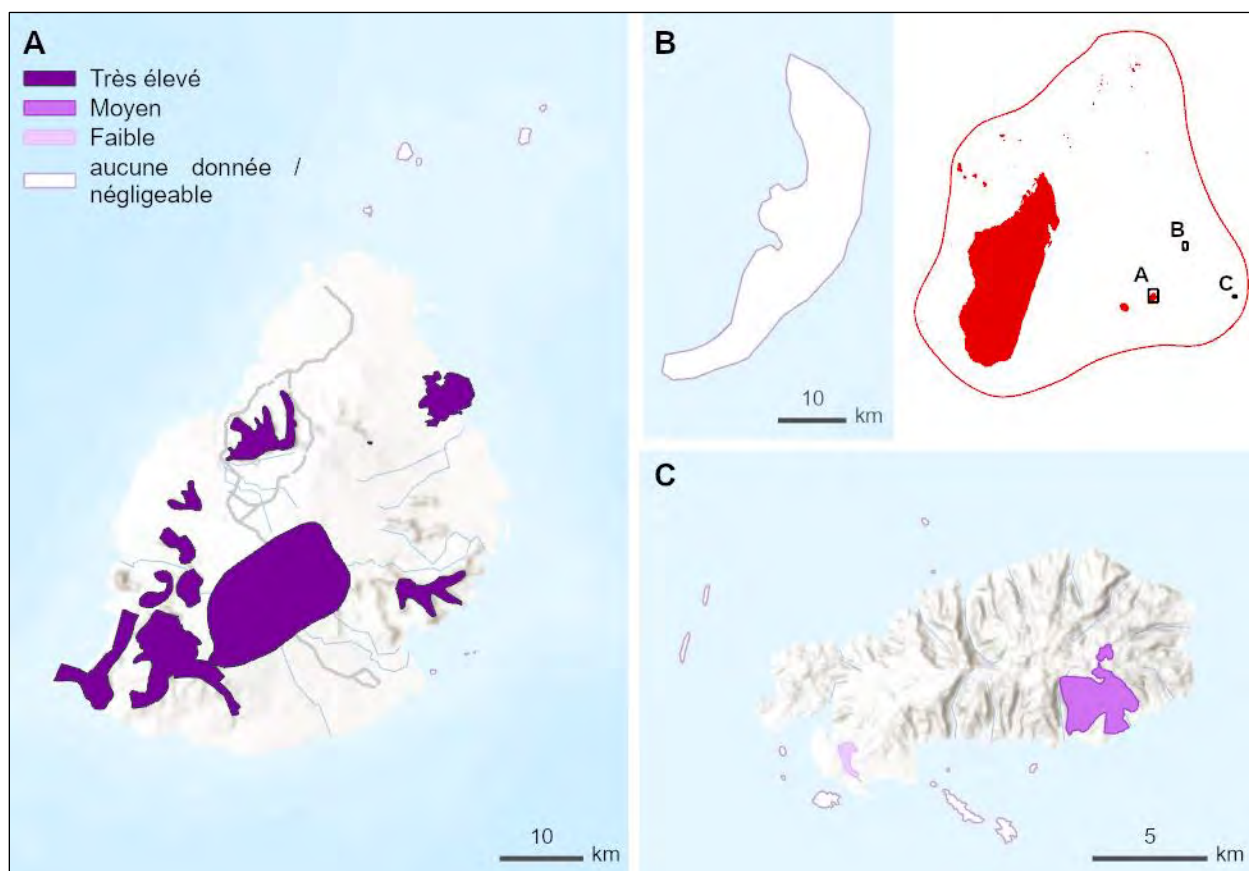 A
Très élevé
Moyen
Faible
aucune donnée /
négligeable
10
km
B
10
km
A
B
C
C
5
km